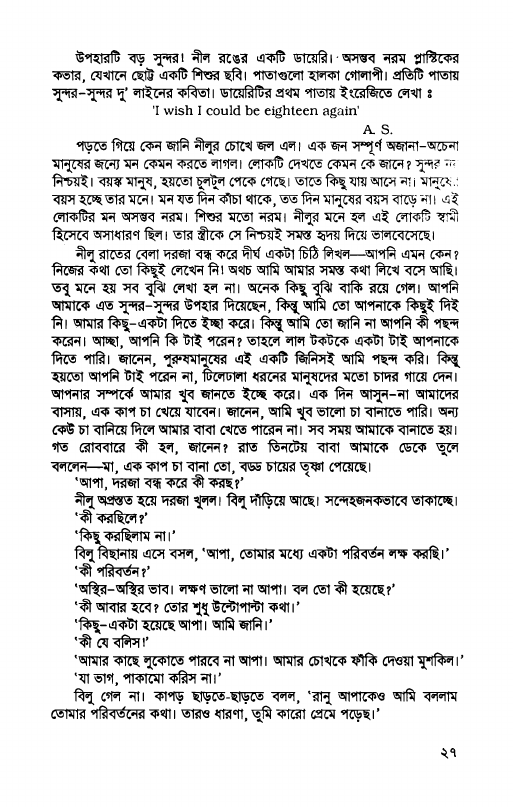 উপহারটি বড় সুন্দর। নীল রঙের একটি ডায়েরি। অসম্ভব নরম প্লাস্টিকের
কভার, যেখানে ছোট্ট একটি শিশুর ছবি। পাতাগুলো হালকা গোলাপী। প্রতিটি পাতায়
সুন্দর-সুন্দর দু' লাইনের কবিতা। ডায়েরিটির প্রথম পাতায় ইংরেজিতে লেখা ঃ
'I wish I could be eighteen again'
A. S.
পড়তে গিয়ে কেন জানি নীলুর চোখে জল এল। এক জন সম্পূর্ণ অজানা-অচেনা
মানুষের জন্যে মন কেমন করতে লাগল। লোকটি দেখতে কেমন কে জানে? সুন্দর নয়
নিশ্চয়ই। বয়স্ক মানুষ, হয়তো চুলটুল পেকে গেছে। তাতে কিছু যায় আসে না। মানুষের
বয়স হচ্ছে তার মনে। মন যত দিন কাঁচা থাকে, তত দিন মানুষের বয়স বাড়ে না। এই
লোকটির মন অসম্ভব নরম। শিশুর মতো নরম। নীলুর মনে হল এই লোকটি স্বামী
হিসেবে অসাধারণ ছিল। তার স্ত্রীকে সে নিশ্চয়ই সমস্ত হৃদয় দিয়ে ভালবেসেছে।
নীলু রাতের বেলা দরজা বন্ধ করে দীর্ঘ একটা চিঠি লিখল—আপনি এমন কেন?
নিজের কথা তো কিছুই লেখেন নি। অথচ আমি আমার সমস্ত কথা লিখে বসে আছি।
তবু মনে হয় সব বুঝি লেখা হল না। অনেক কিছু বুঝি বাকি রয়ে গেল। আপনি
আমাকে এত সুন্দর-সুন্দর উপহার দিয়েছেন, কিন্তু আমি তো আপনাকে কিছুই দিই
নি। আমার কিছু-একটা দিতে ইচ্ছা করে। কিন্তু আমি তো জানি না আপনি কী পছন্দ
করেন। আচ্ছা, আপনি কি টাই পরেন? তাহলে লাল টকটকে একটা টাই আপনাকে
দিতে পারি। জানেন, পুরুষমানুষের এই একটি জিনিসই আমি পছন্দ করি। কিন্তু
হয়তো আপনি টাই পরেন না, ঢিলেঢালা ধরনের মানুষদের মতো চাদর গায়ে দেন।
আপনার সম্পর্কে আমার খুব জানতে ইচ্ছে করে। এক দিন আসুন-না আমাদের
বাসায়, এক কাপ চা খেয়ে যাবেন। জানেন, আমি খুব ভালো চা বানাতে পারি। অন্য
কেউ চা বানিয়ে দিলে আমার বাবা খেতে পারেন না। সব সময় আমাকে বানাতে হয়।
গত রোববারে কী হল, জানেন? রাত তিনটেয় বাবা আমাকে ডেকে তুলে
বললেন—মা, এক কাপ চা বানা তো, বড্ড চায়ের তৃষ্ণা পেয়েছে।
'আপা, দরজা বন্ধ করে কী করছ?'
নীলু অপ্রস্তুত হয়ে দরজা খুলল। বিলু দাঁড়িয়ে আছে। সন্দেহজনকভাবে তাকাচ্ছে।
'কী করছিলে?'
'কিছু করছিলাম না।'
বিলু বিছানায় এসে বসল, 'আপা, তোমার মধ্যে একটা পরিবর্তন লক্ষ করছি।'
'কী পরিবর্তন?'
'অস্থির-অস্থির ভাব। লক্ষণ ভালো না আপা। বল তো কী হয়েছে?'
'কী আবার হবে? তোর শুধু উল্টোপাল্টা কথা।'
'কিছু-একটা হয়েছে আপা। আমি জানি।'
'কী যে বলিস!'
'আমার কাছে লুকোতে পারবে না আপা। আমার চোখকে ফাঁকি দেওয়া মুশকিল।'
'যা ভাগ, পাকামো করিস না।'
বিলু গেল না। কাপড় ছাড়তে-ছাড়তে বলল, 'রানু আপাকেও আমি বললাম
তোমার পরিবর্তনের কথা। তারও ধারণা, তুমি কারো প্রেমে পড়েছ।'
২৭